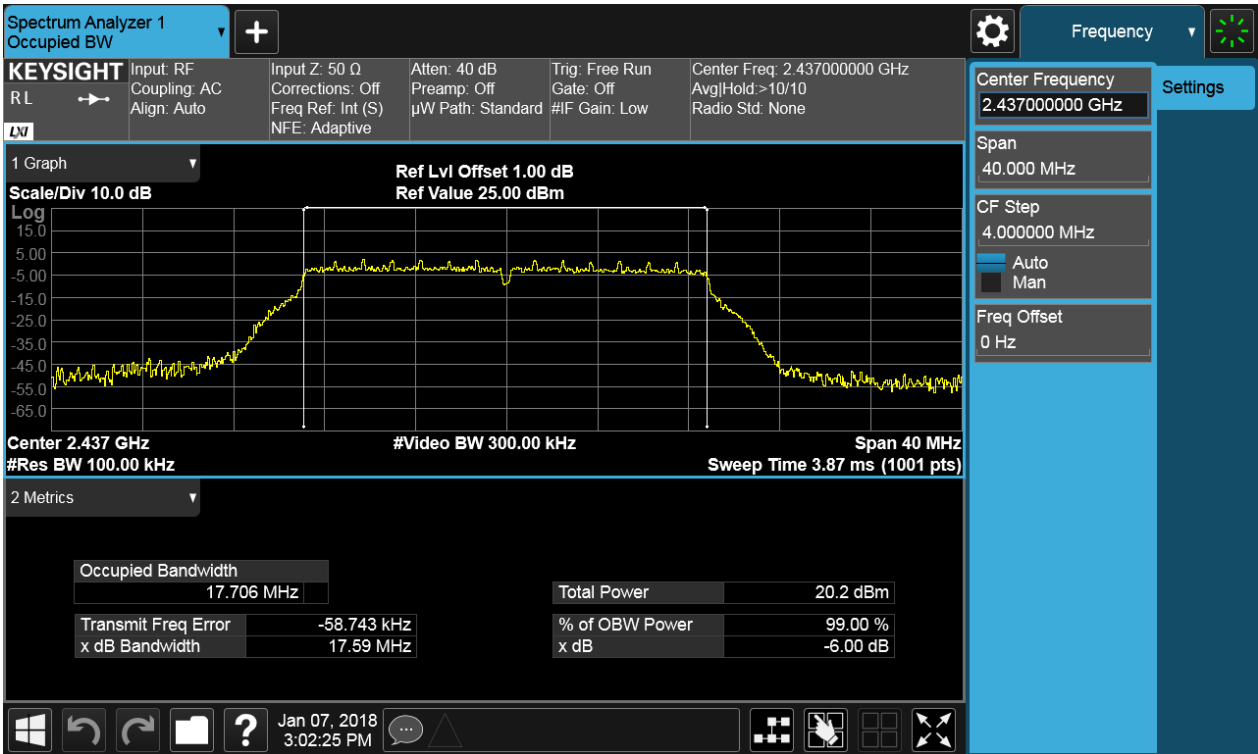 Spectrum Analyzer 1
Occupied BW
+
Frequency
KEYSIGHT
R L
LXI
Input: RF
Coupling: AC
Align: Auto
Input Z: 50 Ω
Corrections: Off
Freq Ref: Int (S)
NFE: Adaptive
Atten: 40 dB
Preamp: Off
µW Path: Standard
Trig: Free Run
Gate: Off
#IF Gain: Low
Center Freq: 2.437000000 GHz
Avg|Hold:>10/10
Radio Std: None
Center Frequency
2.437000000 GHz
Settings
Span
40.000 MHz
CF Step
4.000000 MHz
Auto
Man
Freq Offset
0 Hz
1 Graph
Scale/Div 10.0 dB
Ref Lvl Offset 1.00 dB
Ref Value 25.00 dBm
Log
15.0
5.00
-5.00
-15.0
-25.0
-35.0
-45.0
-55.0
-65.0
Center 2.437 GHz
#Video BW 300.00 kHz
Span 40 MHz
#Res BW 100.00 kHz
Sweep Time 3.87 ms (1001 pts)
2 Metrics
Occupied Bandwidth
17.706 MHz
Total Power 20.2 dBm
Transmit Freq Error -58.743 kHz
% of OBW Power 99.00 %
x dB Bandwidth 17.59 MHz
x dB -6.00 dB
?
Jan 07, 2018
3:02:25 PM